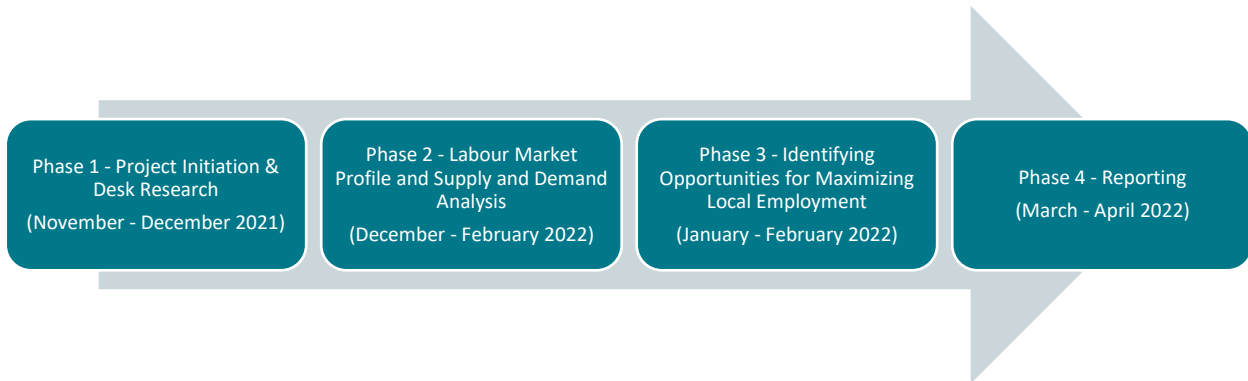 Phase 1 - Project Initiation &
Desk Research
(November - December 2021)
Phase 2 - Labour Market
Profile and Supply and Demand
Analysis
(December - February 2022)
Phase 3 - Identifying
Opportunities for Maximizing
Local Employment
(January - February 2022)
Phase 4 - Reporting
(March - April 2022)